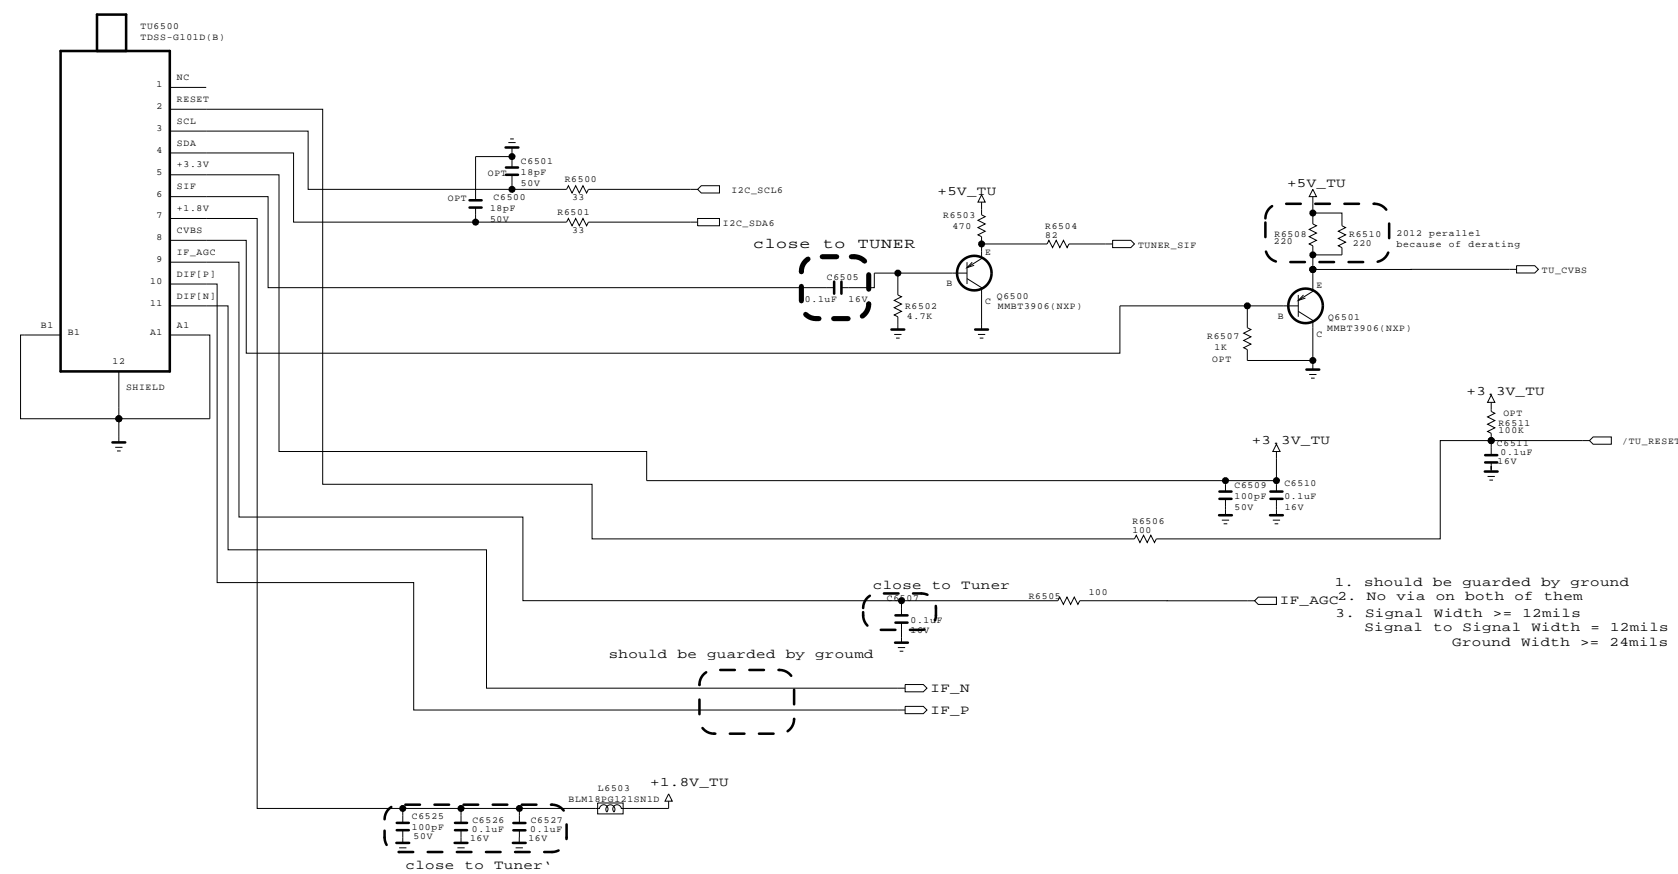 TU6500
TDSS-G101D(B)
1 NC
2 RESET
3 SCL
4 SDA
5 +3.3V
6 SIF
7 +1.8V
8 CVBS
9 IF_AGC
10 DIF[P]
11 DIF[N]
B1 B1
A1 A1
12
SHIELD
C6501
18pF
50V
OPT
OPT
C6500
18pF
50V
R6500
33
I2C_SCL6
R6501
33
I2C_SDA6
close to TUNER
C6505
0.1uF 16V
R6502
4.7K
+5V_TU
R6503
470
R6504
82
TUNER_SIF
E
B
C
Q6500
MMBT3906(NXP)
+5V_TU
R6508
220
R6510
220
2012 perallel
because of derating
TU_CVBS
E
B
C
Q6501
MMBT3906(NXP)
R6507
1K
OPT
+3.3V_TU
OPT
R6511
100K
C6511
0.1uF
16V
/TU_RESET
+3.3V_TU
C6509
100pF
50V
C6510
0.1uF
16V
R6506
100
close to Tuner
C6507
0.1uF
16V
R6505 100
IF_AGC
1. should be guarded by ground
2. No via on both of them
3. Signal Width >= 12mils
Signal to Signal Width = 12mils
Ground Width >= 24mils
should be guarded by groumd
IF_N
IF_P
L6503
BLM18PG121SN1D
+1.8V_TU
C6525
100pF
50V
C6526
0.1uF
16V
C6527
0.1uF
16V
close to Tuner`